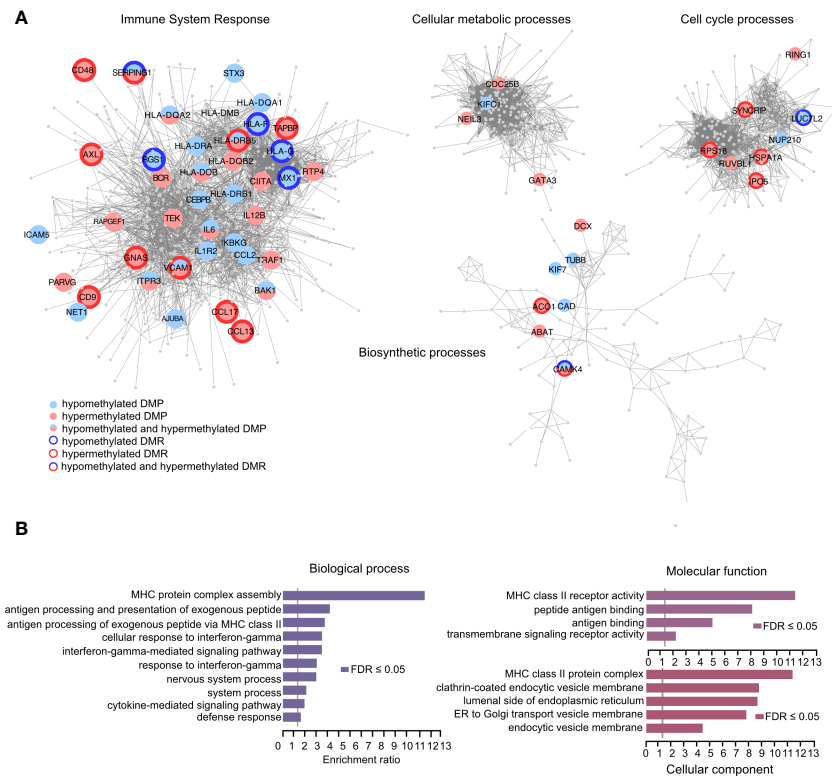 A
Immune System Response
Cellular metabolic processes
Cell cycle processes
CD48
SERPING1
STX3
HLA-DQA1
HLA-DQA2
HLA-DMB
HLA-F
TAPBP
HLA-DRA
HLA-DRB5
HLA-G
AXL
RGS1
HLA-DQB2
HLA-DOB
BCR
CIITA
MX1
RTP4
CEBPB
HLA-DRB1
RAPGEF1
TEK
IL12B
IL6
ICAM5
IKBKG
IL1R2
CCL2
GNAS
VCAM1
TRAF1
PARVG
ITPR3
BAK1
CD9
NET1
AJUBA
CCL17
CCL13
CDC25B
KIFC1
NEIL3
GATA3
RING1
SYNCRIP
LUC7L2
NUP210
RPS18
RUVBL1
HSPA1A
IPO5
DCX
TUBB
KIF7
ACO1
CAD
ABAT
CAMK4
Biosynthetic processes
hypomethylated DMP
hypermethylated DMP
hypomethylated and hypermethylated DMP
hypomethylated DMR
hypermethylated DMR
hypomethylated and hypermethylated DMR
B
Biological process
MHC protein complex assembly
antigen processing and presentation of exogenous peptide
antigen processing of exogenous peptide via MHC class II
cellular response to interferon-gamma
interferon-gamma-mediated signaling pathway
response to interferon-gamma
nervous system process
system process
cytokine-mediated signaling pathway
defense response
FDR ≤ 0.05
0 1 2 3 4 5 6 7 8 9 10 11 12 13
Enrichment ratio
Molecular function
MHC class II receptor activity
peptide antigen binding
antigen binding
transmembrane signaling receptor activity
FDR ≤ 0.05
0 1 2 3 4 5 6 7 8 9 10 11 12 13
MHC class II protein complex
clathrin-coated endocytic vesicle membrane
lumenal side of endoplasmic reticulum
ER to Golgi transport vesicle membrane
endocytic vesicle membrane
FDR ≤ 0.05
0 1 2 3 4 5 6 7 8 9 10 11 12 13
Cellular component